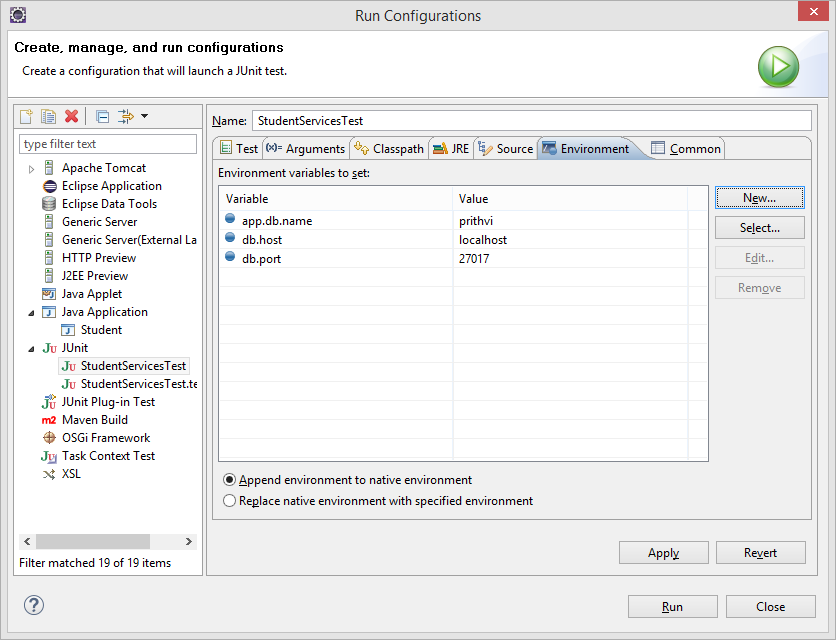 Run Configurations
Create, manage, and run configurations
Create a configuration that will launch a JUnit test.
type filter text
Apache Tomcat
Eclipse Application
Eclipse Data Tools
Generic Server
Generic Server(External La
HTTP Preview
J2EE Preview
Java Applet
Java Application
Student
JUnit
StudentServicesTest
StudentServicesTest.te
JUnit Plug-in Test
Maven Build
OSGi Framework
Task Context Test
XSL
Filter matched 19 of 19 items
Name: StudentServicesTest
Test (x)= Arguments Classpath JRE Source Environment Common
Environment variables to set:
Variable Value
app.db.name prithvi
db.host localhost
db.port 27017
New...
Select...
Edit...
Remove
Append environment to native environment
Replace native environment with specified environment
Apply Revert
? Run Close